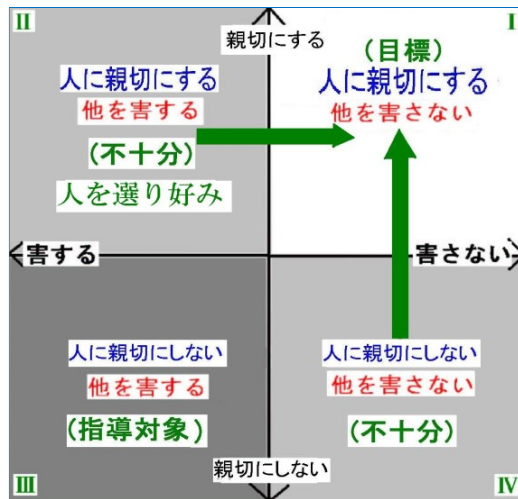 II
親切にする
I
人に親切にする
他を害する
(不十分)
人を選り好み
(目標)
人に親切にする
他を害さない
害する
害さない
人に親切にしない
他を害する
(指導対象)
人に親切にしない
他を害さない
(不十分)
III
親切にしない
IV